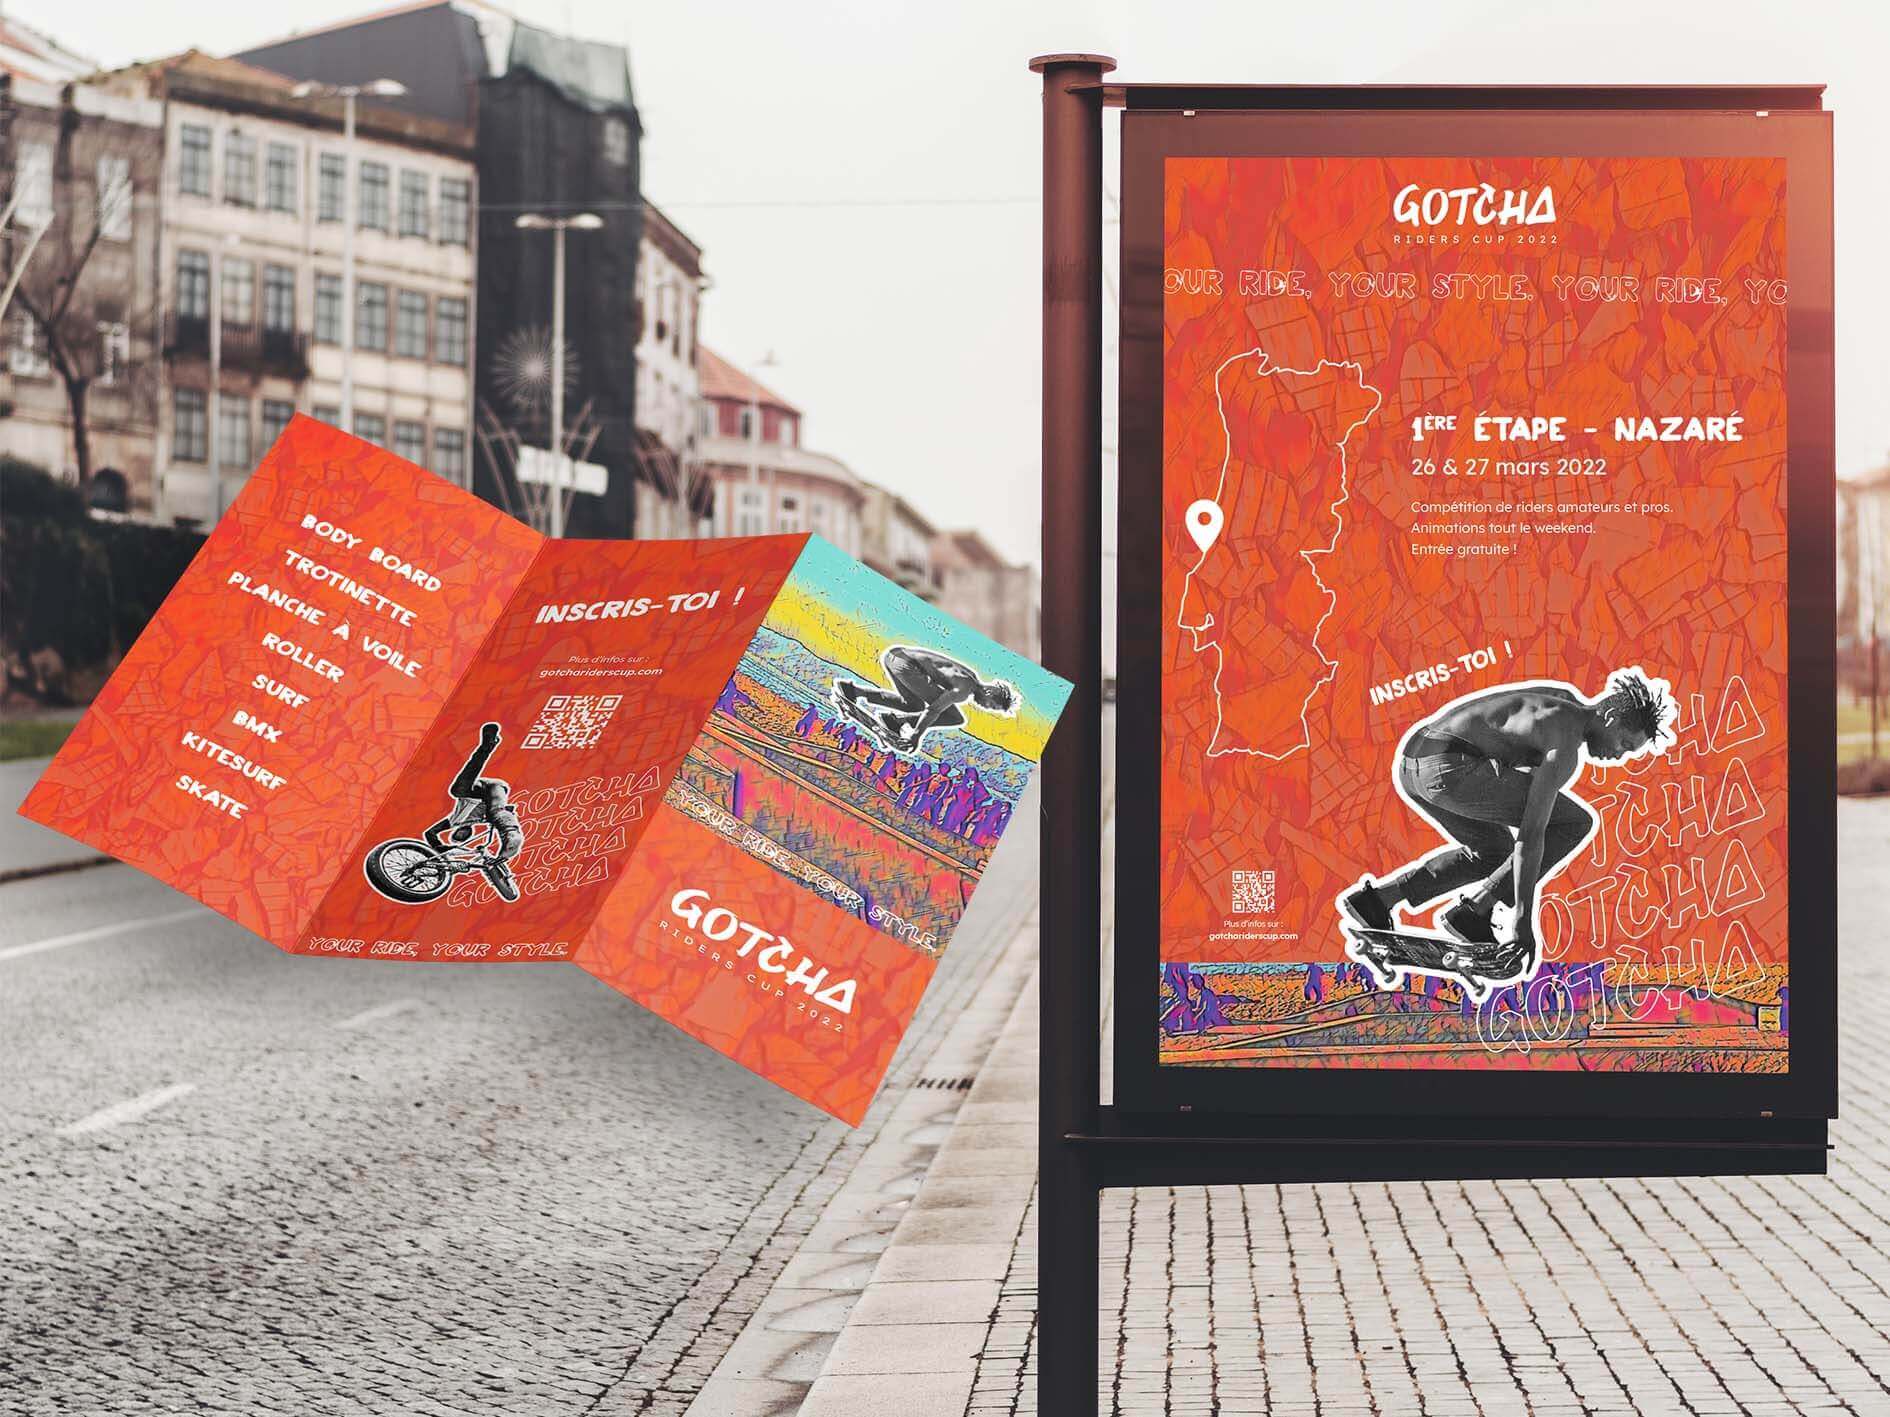 BODY BOARD
TROTINETTE
PLANCHE À VOILE
ROLLER
SURF
BMX
KITESURF
SKATE
INSCRIS-TOI !
Plus d'infos sur :
gotchariderscup.com
GOTCHA
GOTCHA
GOTCHA
GOTCHA
YOUR RIDE, YOUR STYLE.
YOUR RIDE, YOUR STYLE.
GOTCHA
RIDERS CUP 2022
GOTCHA
RIDERS CUP 2022
OUR RIDE, YOUR STYLE. YOUR RIDE, YO
1ÈRE ÉTAPE - NAZARÉ
26 & 27 mars 2022
Compétition de riders amateurs et pros.
Animations tout le weekend.
Entrée gratuite !
INSCRIS-TOI !
TCHA
TCHA
OTCHA
GOTCHA
Plus d'infos sur :
gotchariderscup.com